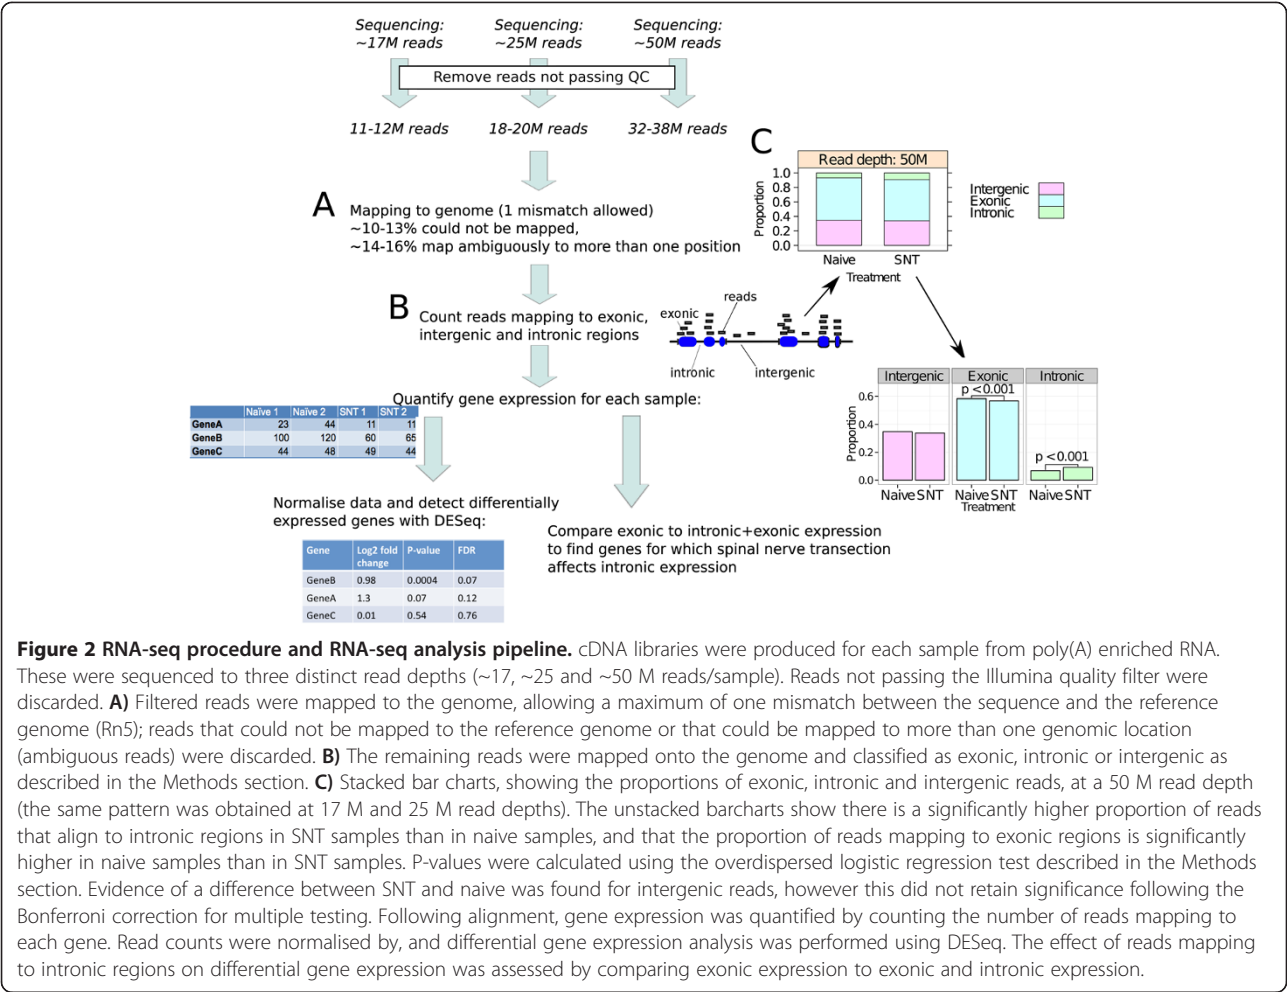 Sequencing: Sequencing: Sequencing:
~17M reads ~25M reads ~50M reads
Remove reads not passing QC
11-12M reads 18-20M reads 32-38M reads
A
Mapping to genome (1 mismatch allowed)
~10-13% could not be mapped,
~14-16% map ambiguously to more than one position
B
Count reads mapping to exonic,
intergenic and intronic regions
exonic
reads
intronic
intergenic
C
Read depth: 50M
Proportion
1.0
0.8
0.6
0.4
0.2
0.0
Naive SNT
Treatment
Intergenic
Exonic
Intronic
Intergenic Exonic Intronic
Proportion
0.6
0.4
0.2
0.0
p<0.001
p<0.001
Naive SNT Naive SNT Naive SNT
Treatment
Quantify gene expression for each sample:
Naïve 1 Naïve 2 SNT 1 SNT 2
GeneA 23 44 11 11
GeneB 100 120 60 65
GeneC 44 48 49 44
Normalise data and detect differentially
expressed genes with DESeq:
Gene Log2 fold change P-value FDR
GeneB 0.98 0.0004 0.07
GeneA 1.3 0.07 0.12
GeneC 0.01 0.54 0.76
Compare exonic to intronic+exonic expression
to find genes for which spinal nerve transection
affects intronic expression
Figure 2 RNA-seq procedure and RNA-seq analysis pipeline. cDNA libraries were produced for each sample from poly(A) enriched RNA.
These were sequenced to three distinct read depths (~17, ~25 and ~50 M reads/sample). Reads not passing the Illumina quality filter were
discarded. A) Filtered reads were mapped to the genome, allowing a maximum of one mismatch between the sequence and the reference
genome (Rn5); reads that could not be mapped to the reference genome or that could be mapped to more than one genomic location
(ambiguous reads) were discarded. B) The remaining reads were mapped onto the genome and classified as exonic, intronic or intergenic as
described in the Methods section. C) Stacked bar charts, showing the proportions of exonic, intronic and intergenic reads, at a 50 M read depth
(the same pattern was obtained at 17 M and 25 M read depths). The unstacked barcharts show there is a significantly higher proportion of reads
that align to intronic regions in SNT samples than in naive samples, and that the proportion of reads mapping to exonic regions is significantly
higher in naive samples than in SNT samples. P-values were calculated using the overdispersed logistic regression test described in the Methods
section. Evidence of a difference between SNT and naive was found for intergenic reads, however this did not retain significance following the
Bonferroni correction for multiple testing. Following alignment, gene expression was quantified by counting the number of reads mapping to
each gene. Read counts were normalised by, and differential gene expression analysis was performed using DESeq. The effect of reads mapping
to intronic regions on differential gene expression was assessed by comparing exonic expression to exonic and intronic expression.